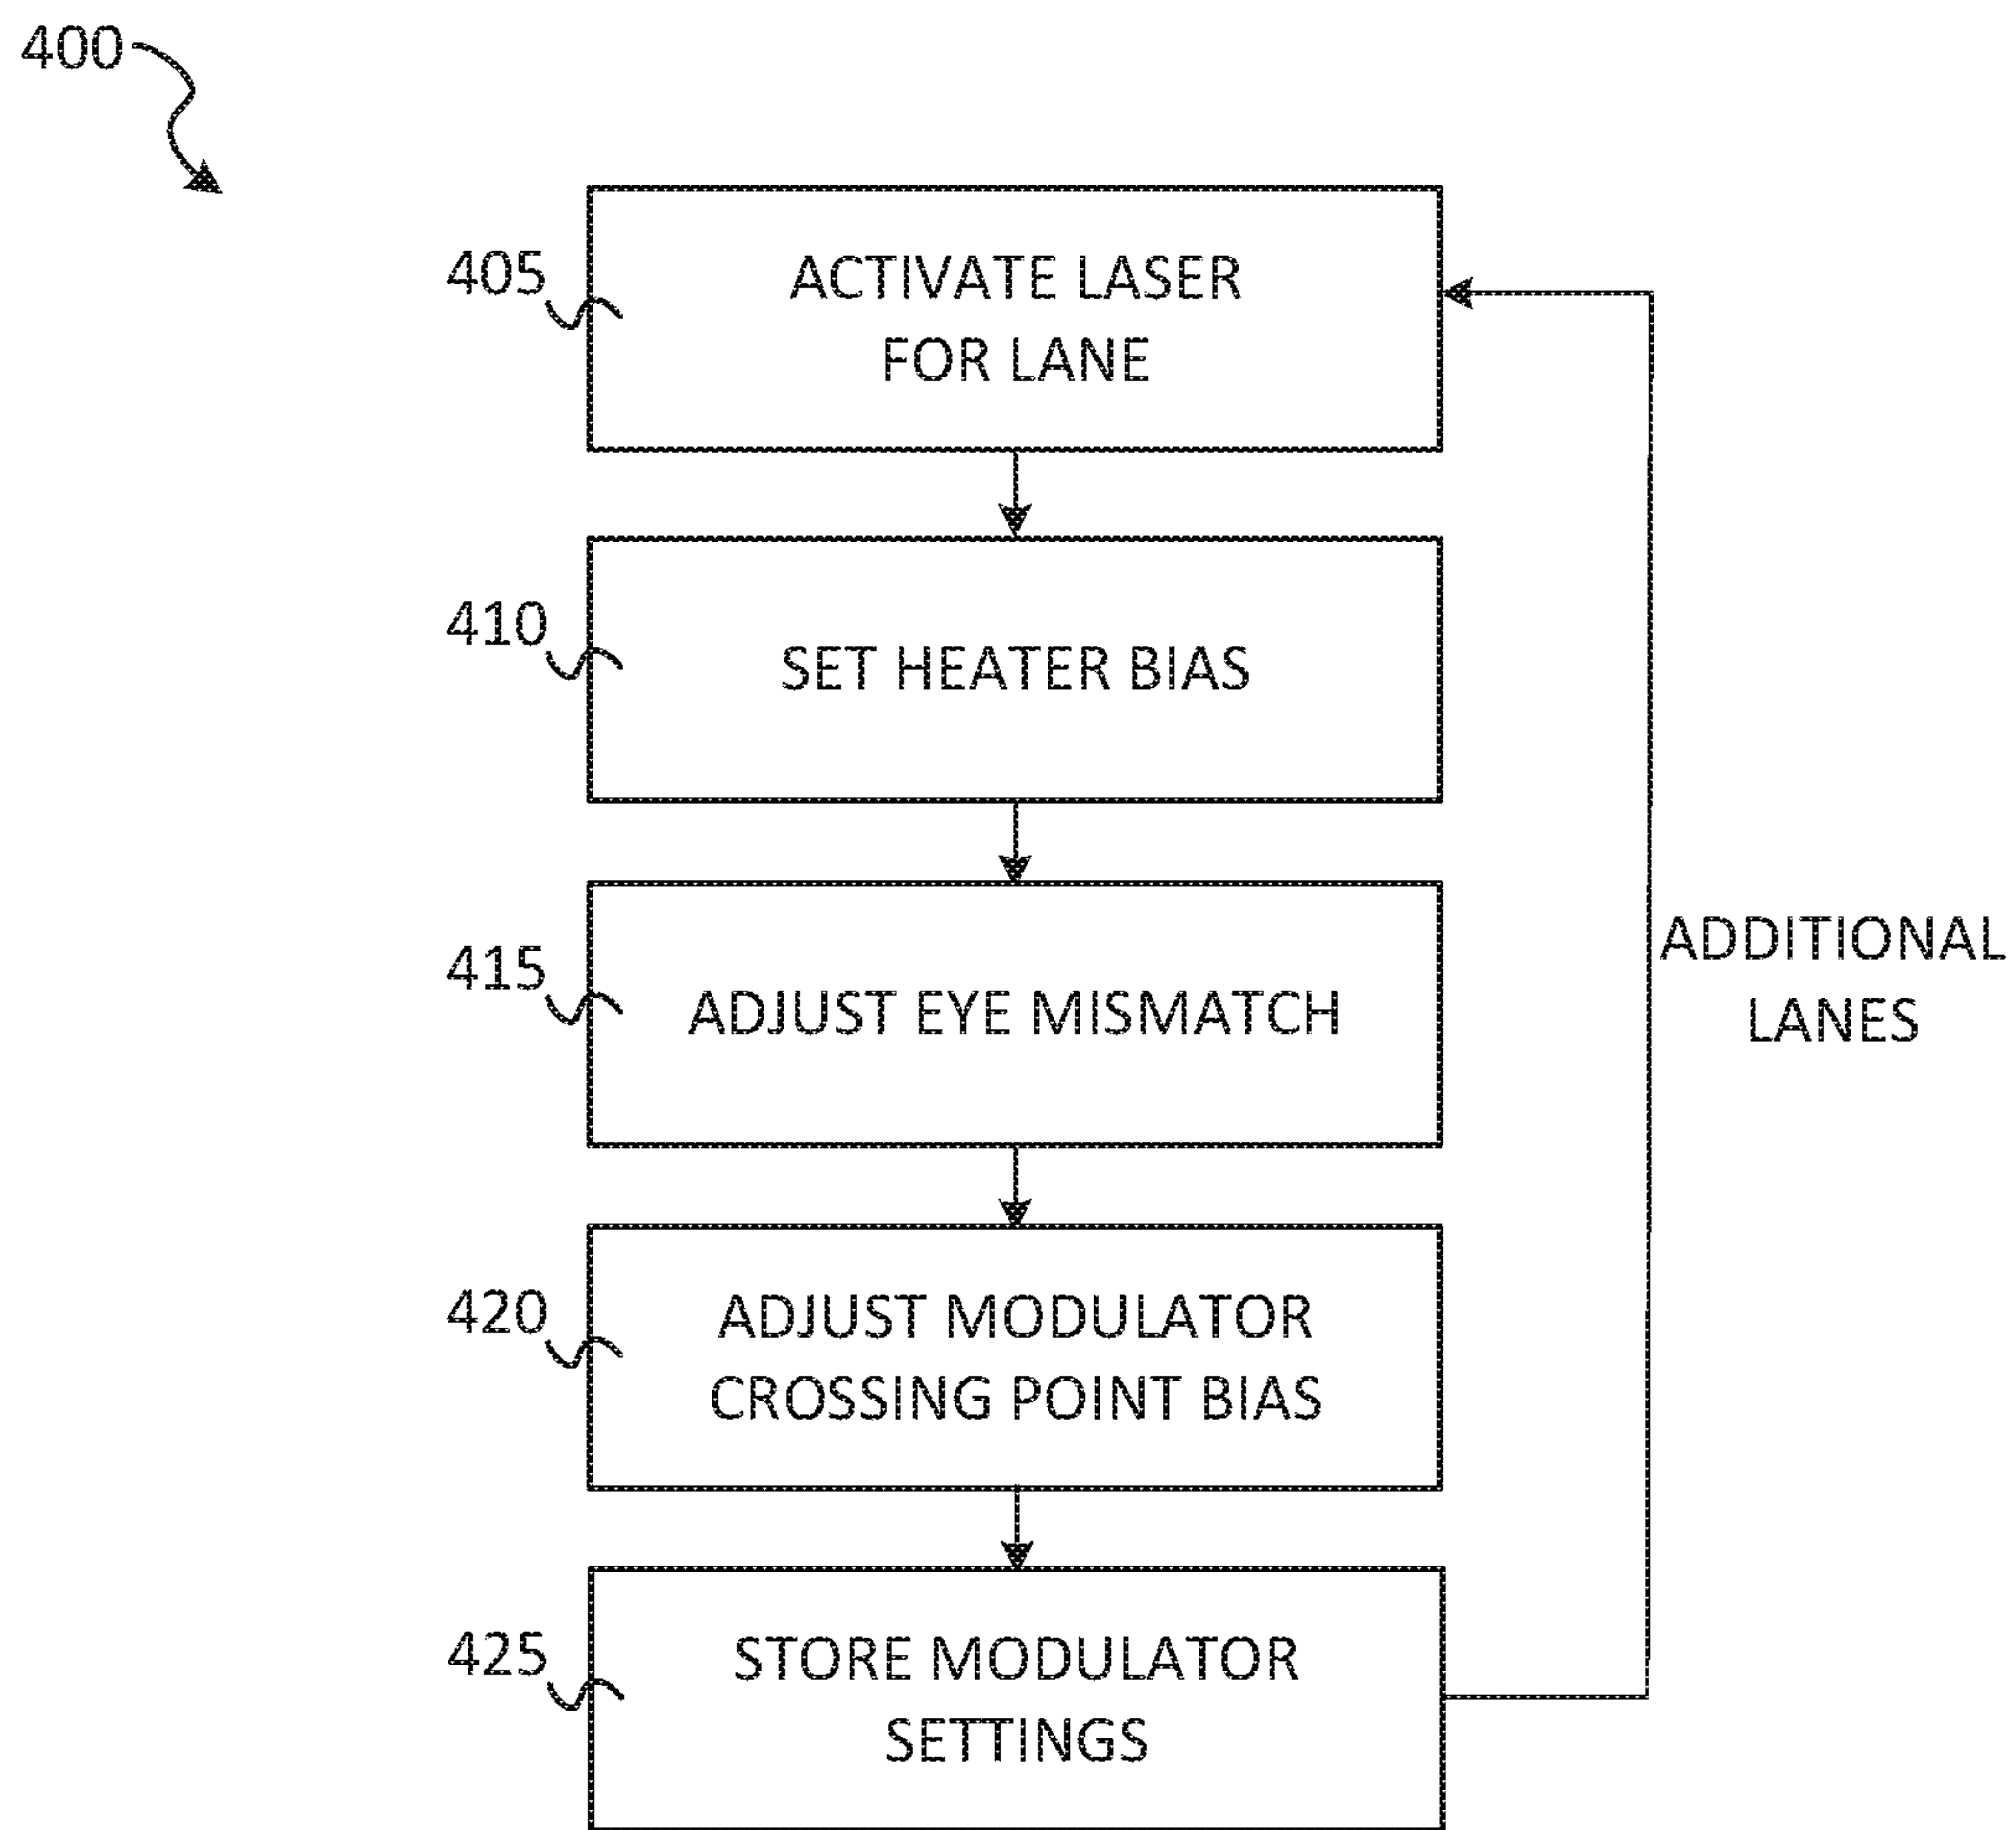 400
405
ACTIVATE LASER
FOR LANE
410
SET HEATER BIAS
415
ADJUST EYE MISMATCH
ADDITIONAL
LANES
420
ADJUST MODULATOR
CROSSING POINT BIAS
425
STORE MODULATOR
SETTINGS